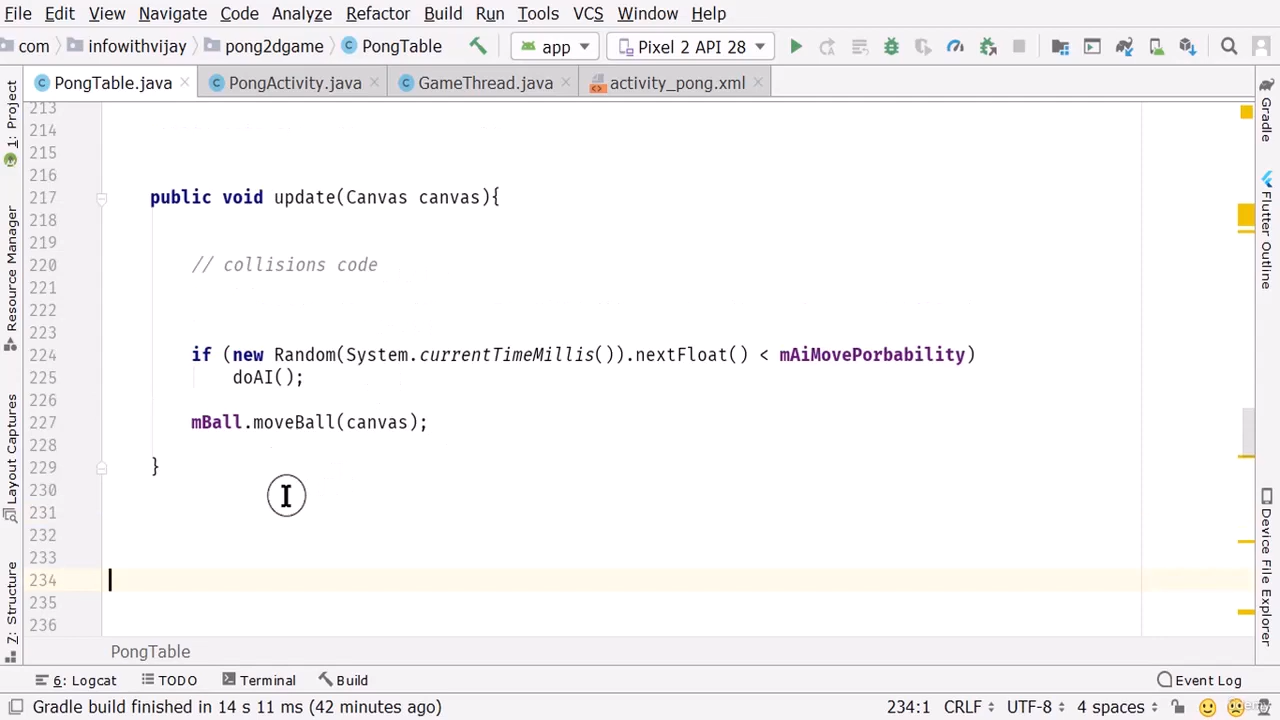 File Edit View Navigate Code Analyze Refactor Build Run Tools VCS Window Help
com infowithvijay pong2dgame PongTable app Pixel 2 API 28
PongTable.java PongActivity.java GameThread.java activity_pong.xml
1: Project
Resource Manager
Layout Captures
Z: Structure
213
214
215
216
217 public void update(Canvas canvas){
218
219
220 // collisions code
221
222
223
224 if (new Random(System.currentTimeMillis()).nextFloat() < mAiMovePorbability)
225 doAI();
226
227 mBall.moveBall(canvas);
228
229 }
230
231
232
233
234
235
236
Gradle
Flutter Outline
Device File Explorer
PongTable
6: Logcat TODO Terminal Build Event Log
Gradle build finished in 14 s 11 ms (42 minutes ago) 234:1 CRLF UTF-8 4 spaces